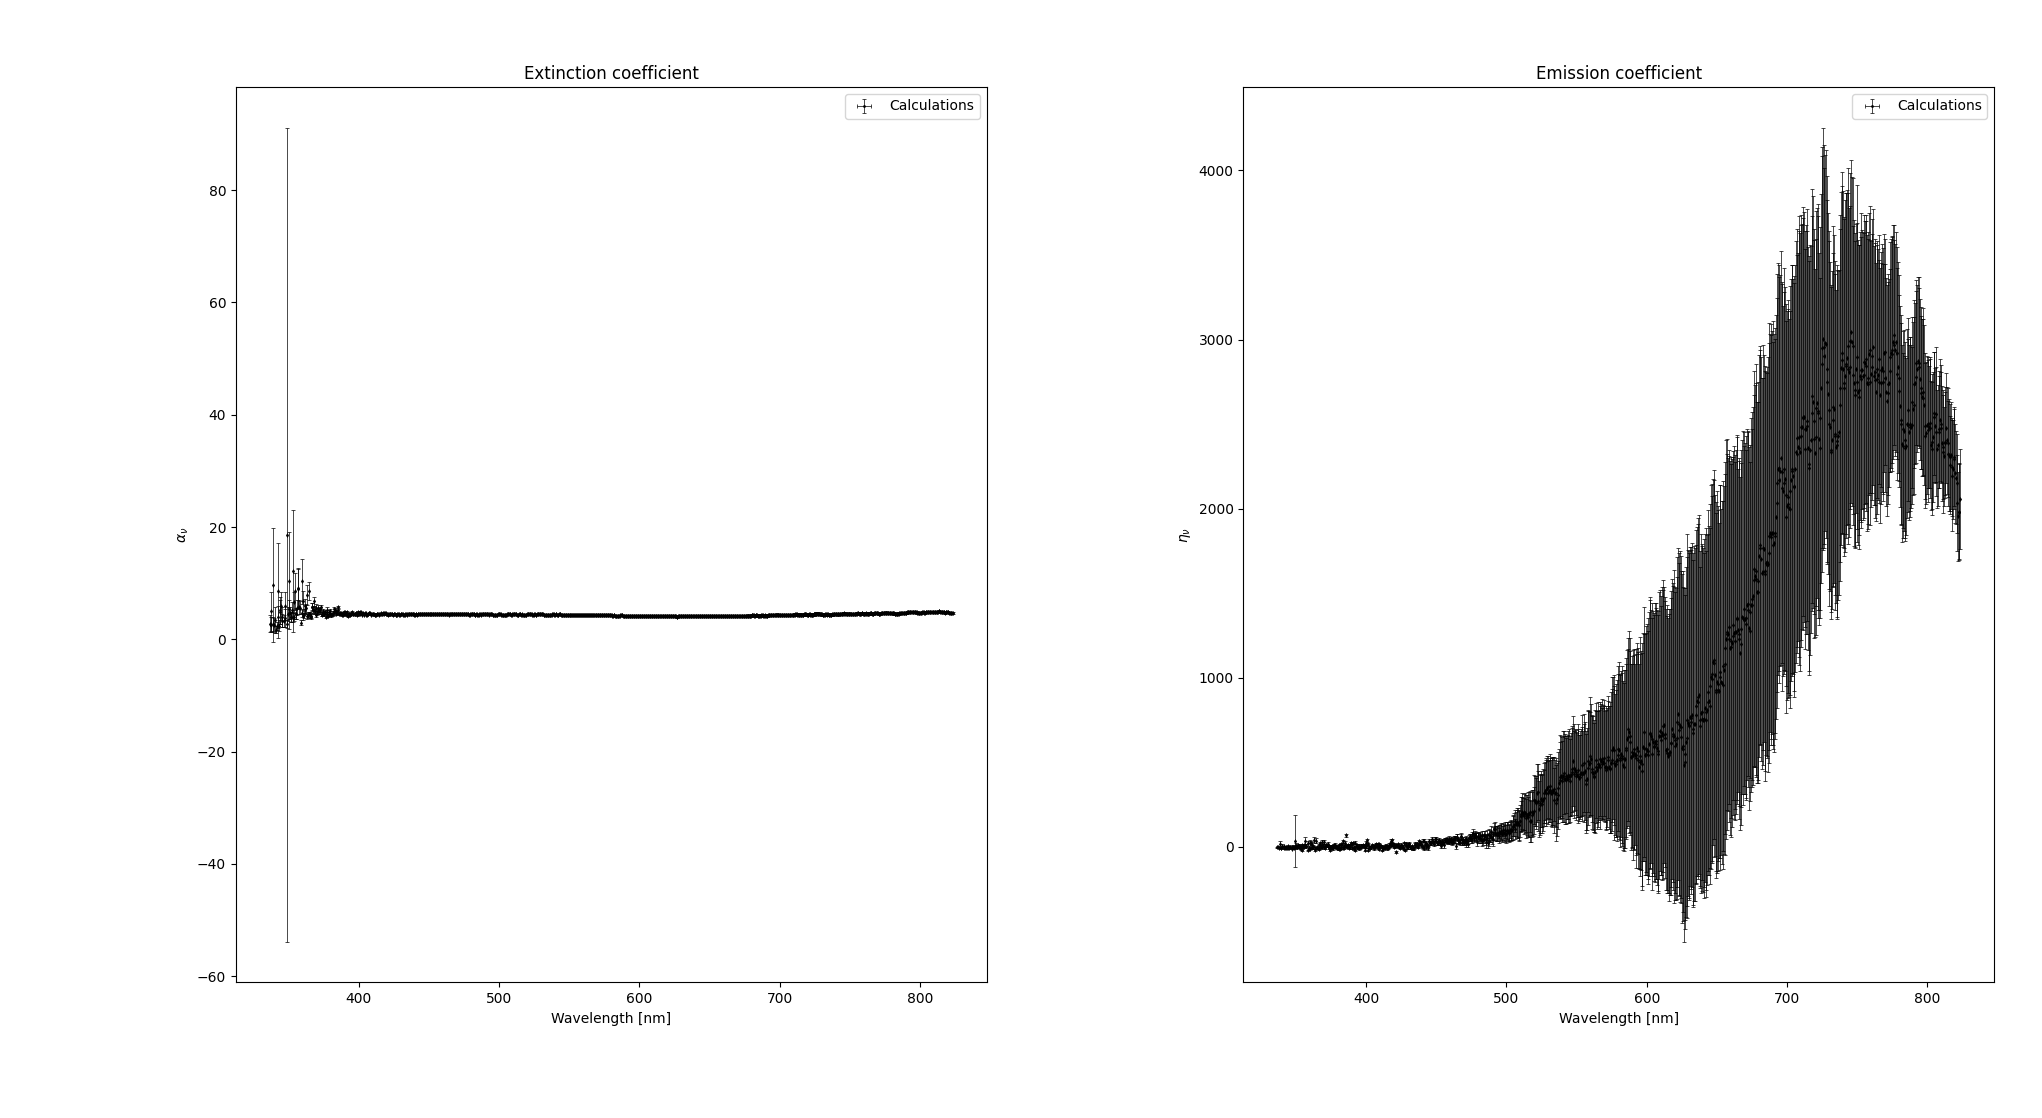 Extinction coefficient
Calculations
80
60
40
20
0
−20
−40
−60
α_ν
400 500 600 700 800
Wavelength [nm]
Emission coefficient
Calculations
4000
3000
2000
1000
0
η_ν
400 500 600 700 800
Wavelength [nm]